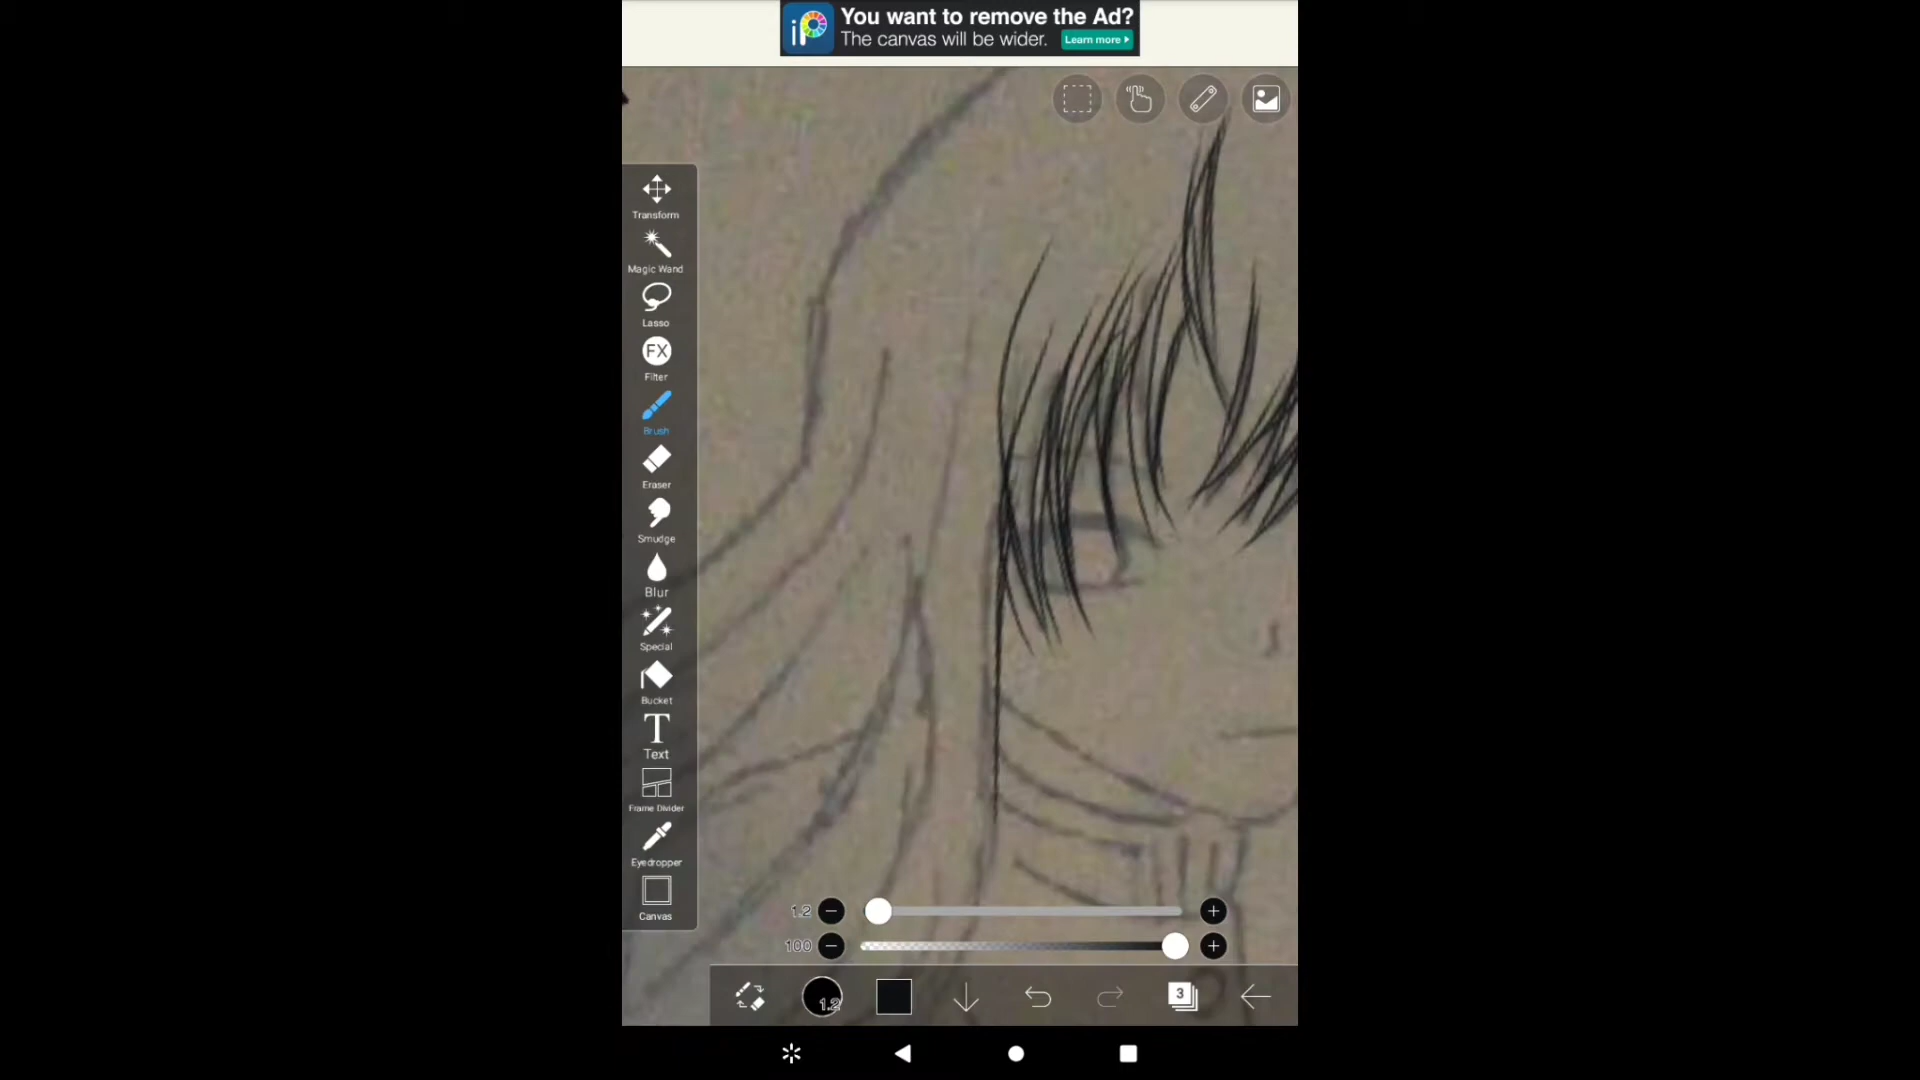 You want to remove the Ad?
iP
The canvas will be wider.
Learn more
Transform
Magic Wand
Lasso
FX
Filter
Brush
Eraser
Smudge
Blur
Special
Bucket
T
Text
Frame Divider
Eyedropper
Canvas
1.2
100
1.2
3